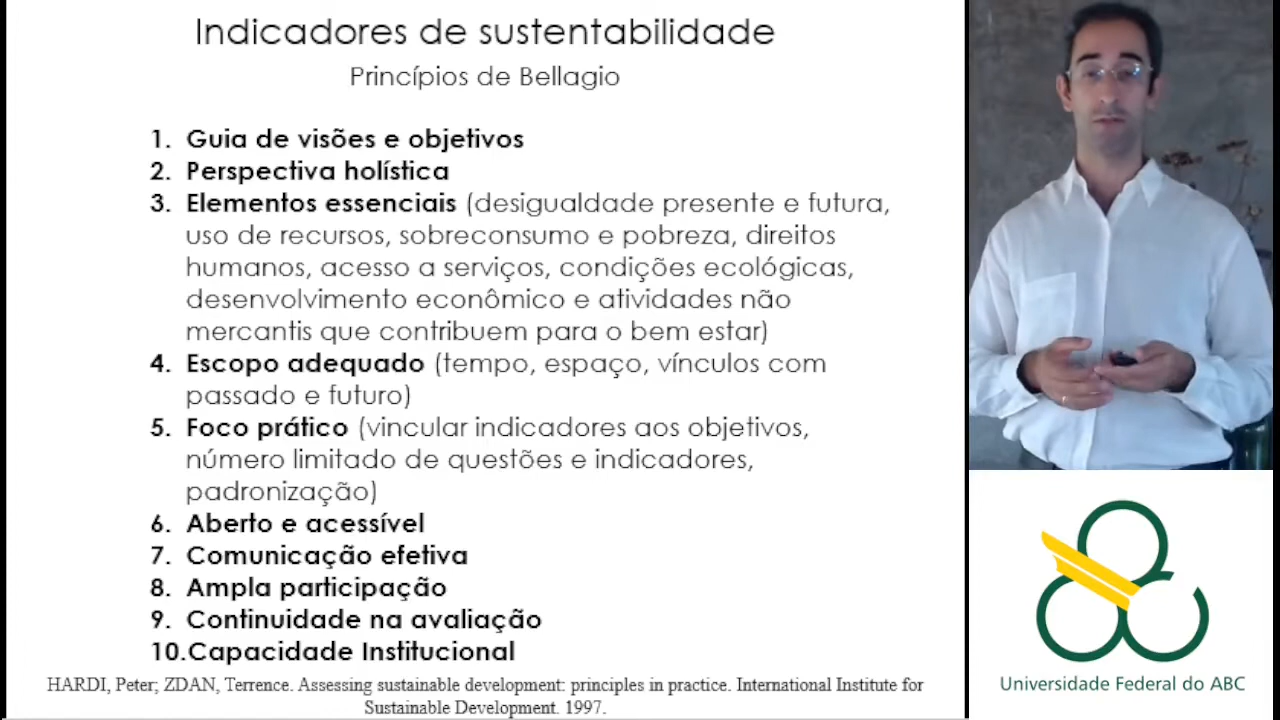 Indicadores de sustentabilidade
Princípios de Bellagio
1. Guia de visões e objetivos
2. Perspectiva holística
3. Elementos essenciais (desigualdade presente e futura,
uso de recursos, sobreconsumo e pobreza, direitos
humanos, acesso a serviços, condições ecológicas,
desenvolvimento econômico e atividades não
mercantis que contribuem para o bem estar)
4. Escopo adequado (tempo, espaço, vínculos com
passado e futuro)
5. Foco prático (vincular indicadores aos objetivos,
número limitado de questões e indicadores,
padronização)
6. Aberto e acessível
7. Comunicação efetiva
8. Ampla participação
9. Continuidade na avaliação
10.Capacidade Institucional
HARDI, Peter; ZDAN, Terrence. Assessing sustainable development: principles in practice. International Institute for
Sustainable Development. 1997.
Universidade Federal do ABC